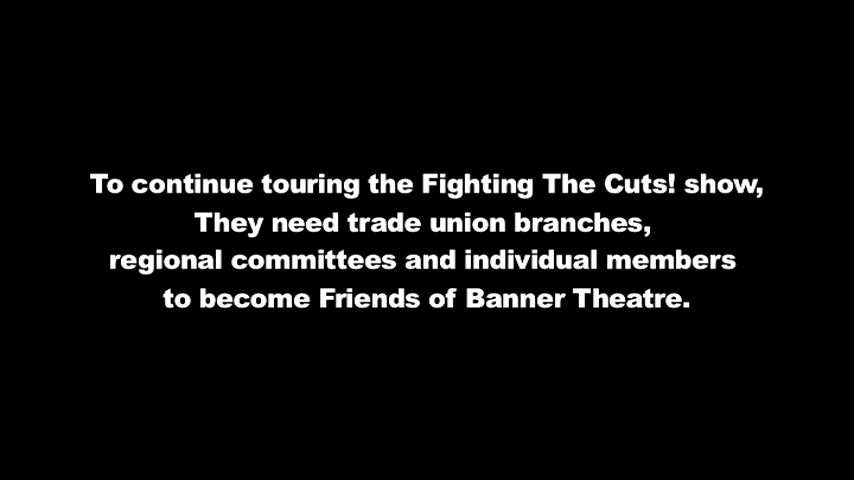 To continue touring the Fighting The Cuts! show,
They need trade union branches,
regional committees and individual members
to become Friends of Banner Theatre.